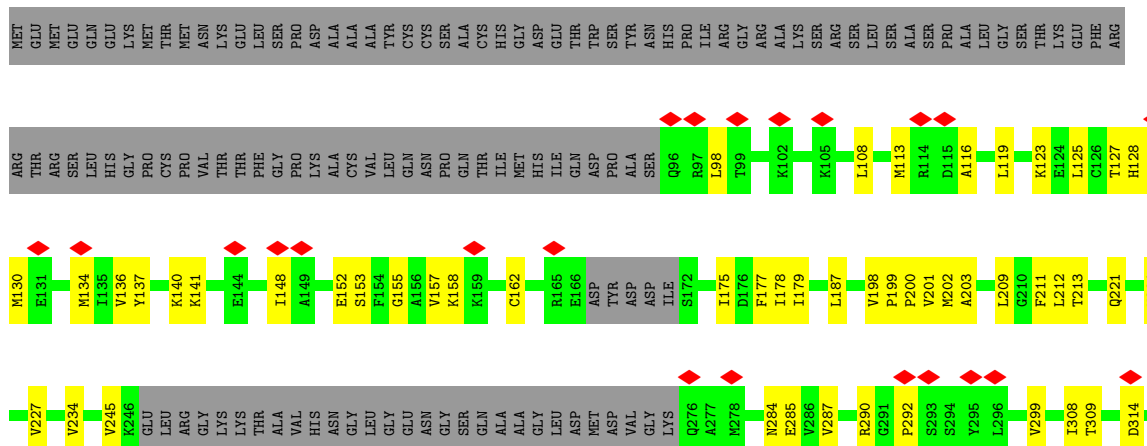 MET GLU MET GLU GLN GLU LYS MET THR MET ASN LYS GLU LEU SER PRO ASP ALA ALA ALA TYR CYS CYS SER ALA CYS HIS GLY ASP GLU THR TRP SER TYR ASN HIS PRO ILE ARG GLY ARG ALA LYS SER ARG SER LEU SER ALA SER PRO ALA LEU GLY SER THR LYS GLU PHE ARG
ARG THR ARG SER LEU HIS GLY PRO CYS PRO VAL THR THR PHE GLY PRO LYS ALA CYS VAL LEU GLN ASN PRO GLN THR ILE MET HIS ILE GLN ASP PRO ALA SER Q96 R97 L98 T99 K102 K105 L108 M113 R114 D115 A116 L119 K123 E124 L125 C126 T127 H128
M130 E131 M134 I135 V136 Y137 K140 K141 E144 I148 A149 E152 S153 F154 G155 A156 V157 K158 K159 C162 R165 E166 ASP TYR ASP ASP ILE S172 I175 D176 F177 I178 I179 L187 V198 P199 P200 V201 M202 A203 L209 G210 F211 L212 T213 Q221
V227 V234 V245 K246 GLU LEU ARG GLY LYS LYS THR ALA VAL HIS ASN GLY LEU GLY GLU ASN GLY SER GLN ALA ALA GLY LEU ASP MET ASP VAL GLY LYS Q276 A277 M278 N284 E285 V286 V287 R290 G291 P292 S293 S294 Y295 L296 V299 I308 T309 D314